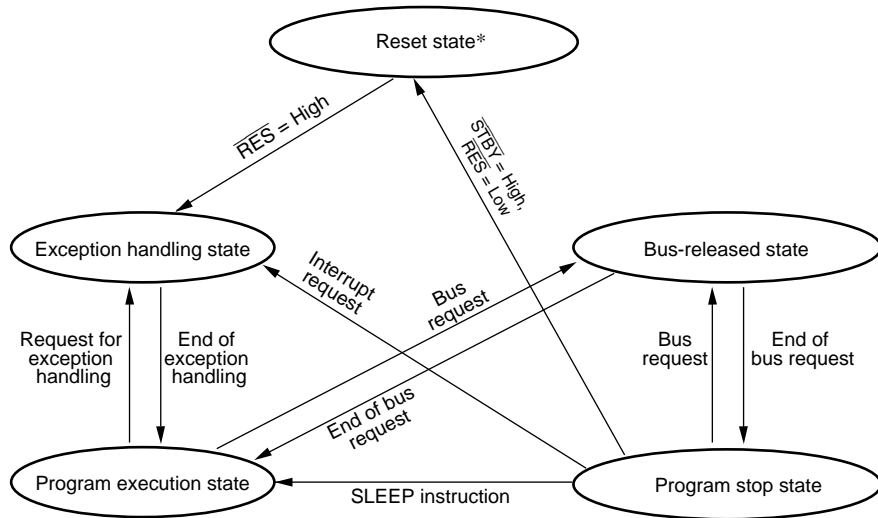 Reset state*
RES = High
STBY = High,
RES = Low
Exception handling state
Bus-released state
Interrupt
request
Bus
request
Request for
exception
handling
End of
exception
handling
Bus
request
End of
bus request
End of bus
request
Program execution state
SLEEP instruction
Program stop state